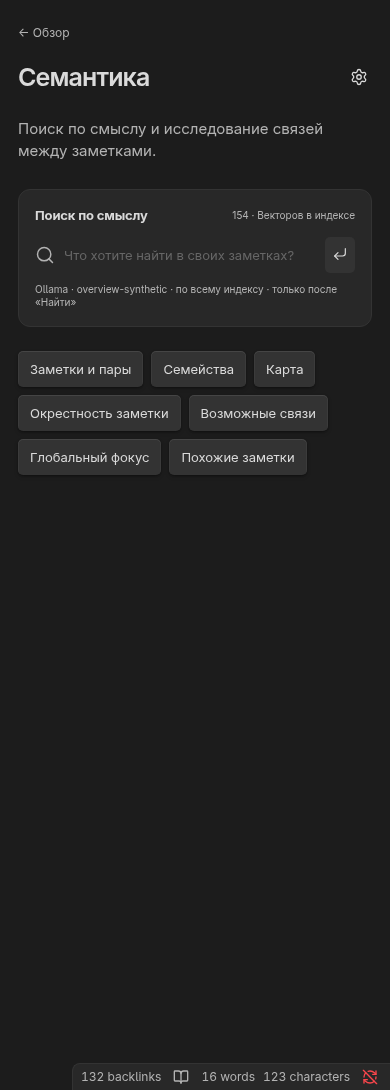 ← Обзор
Семантика
Поиск по смыслу и исследование связей
между заметками.
Поиск по смыслу 154 · Векторов в индексе
Что хотите найти в своих заметках?
Ollama · overview-synthetic · по всему индексу · только после
«Найти»
Заметки и пары Семейства Карта
Окрестность заметки Возможные связи
Глобальный фокус Похожие заметки
132 backlinks 16 words 123 characters